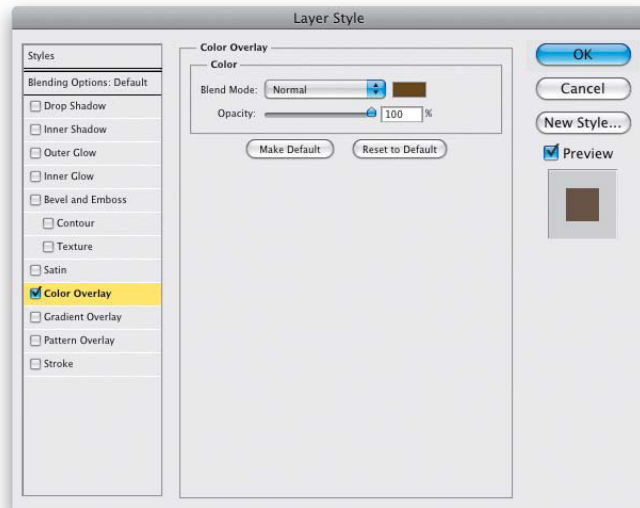 Layer Style
Styles
Blending Options: Default
Drop Shadow
Inner Shadow
Outer Glow
Inner Glow
Bevel and Emboss
Contour
Texture
Satin
Color Overlay
Gradient Overlay
Pattern Overlay
Stroke
Color Overlay
Color
Blend Mode: Normal
Opacity: 100 %
Make Default Reset to Default
OK
Cancel
New Style...
Preview